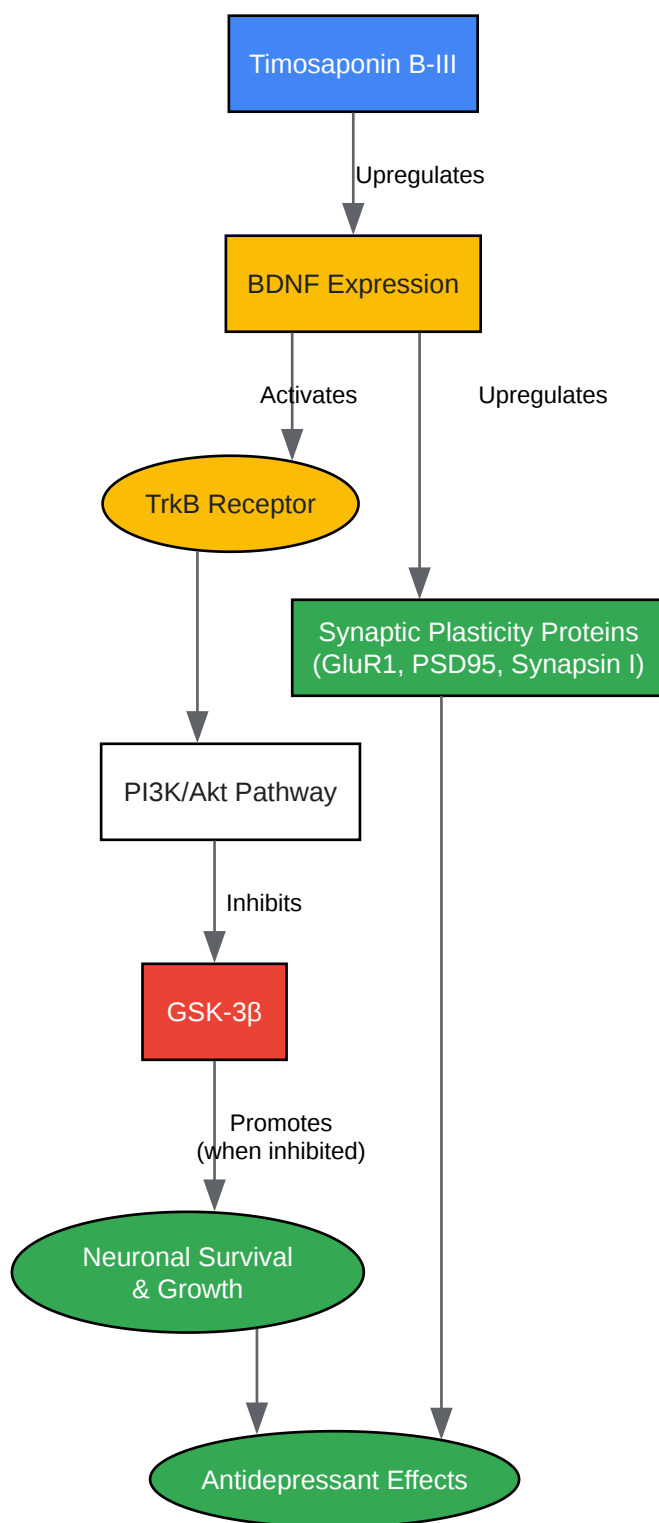 Timosaponin B-III
Upregulates
BDNF Expression
Activates
Upregulates
TrkB Receptor
Synaptic Plasticity Proteins
(GluR1, PSD95, Synapsin I)
PI3K/Akt Pathway
Inhibits
GSK-3β
Promotes
(when inhibited)
Neuronal Survival
& Growth
Antidepressant Effects